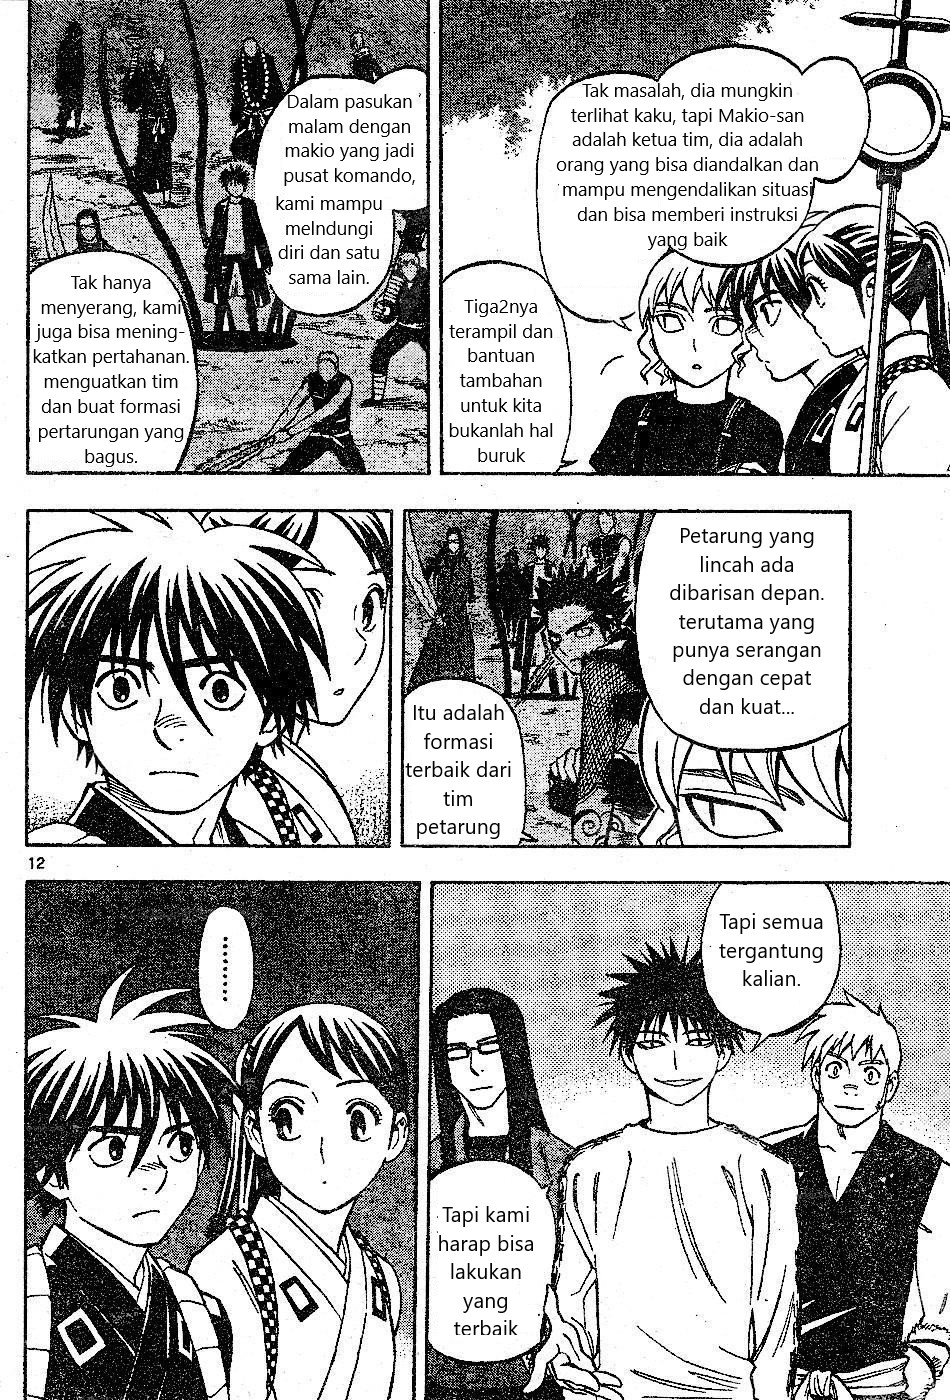 Tak masalah, dia mungkin
terlihat kaku, tapi Makio-san
adalah ketua tim, dia adalah
orang yang bisa diandalkan dan
mampu mengendalikan situasi
dan bisa memberi instruksi
yang baik
Tiga2nya
terampil dan
bantuan
tambahan
untuk kita
bukanlah hal
buruk
Dalam pasukan
malam dengan
makio yang jadi
pusat komando,
kami mampu
melndungi
diri dan satu
sama lain.
Tak hanya
menyerang, kami
juga bisa mening-
katkan pertahanan.
menguatkan tim
dan buat formasi
pertarungan yang
bagus.
Petarung yang
lincah ada
dibarisan depan.
terutama yang
punya serangan
dengan cepat
dan kuat...
Itu adalah
formasi
terbaik dari
tim
petarung
12
Tapi semua
tergantung
kalian.
Tapi kami
harap bisa
lakukan
yang
terbaik
........